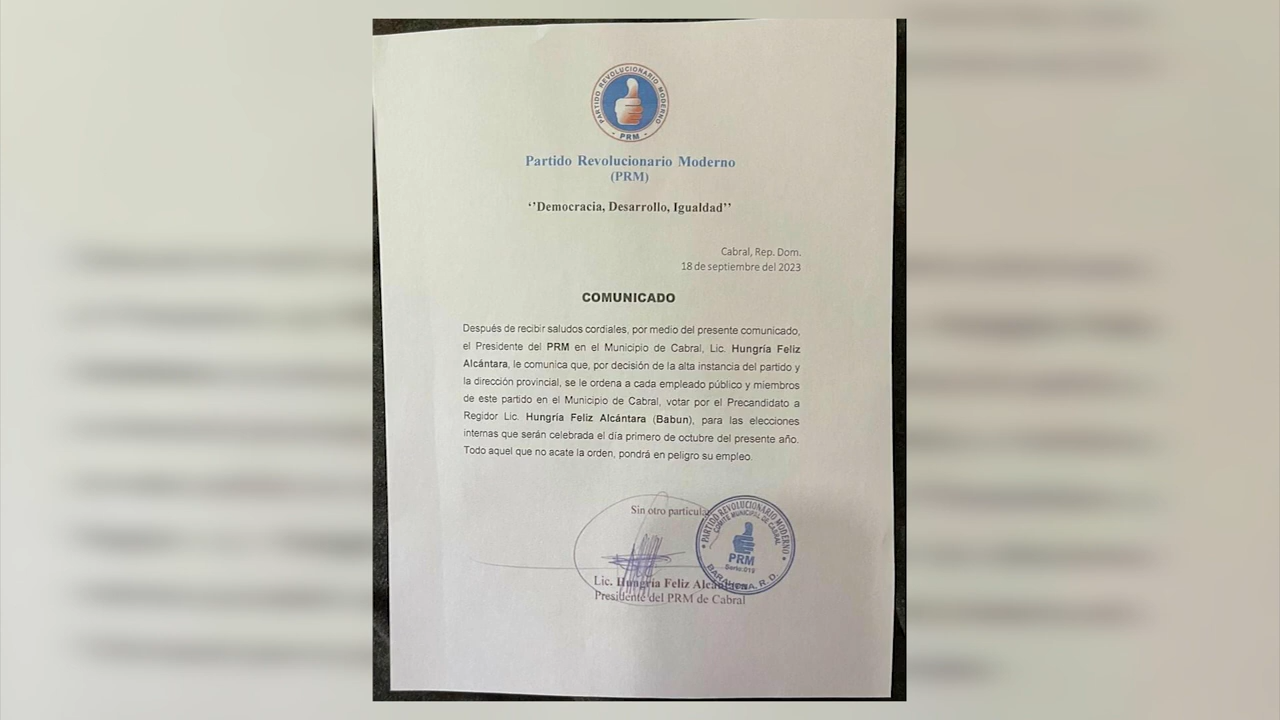 PARTIDO REVOLUCIONARIO MODERNO
PRM
Partido Revolucionario Moderno
(PRM)
‘’Democracia, Desarrollo, Igualdad’’
Cabral, Rep. Dom.
18 de septiembre del 2023
COMUNICADO
Después de recibir saludos cordiales, por medio del presente comunicado,
el Presidente del PRM en el Municipio de Cabral, Lic. Hungría Feliz
Alcántara, le comunica que, por decisión de la alta instancia del partido y
la dirección provincial, se le ordena a cada empleado público y miembros
de este partido en el Municipio de Cabral, votar por el Precandidato a
Regidor Lic. Hungría Feliz Alcántara (Babun), para las elecciones
internas que serán celebrada el día primero de octubre del presente año.
Todo aquel que no acate la orden, pondrá en peligro su empleo.
Sin otro particular
PARTIDO REVOLUCIONARIO MODERNO
COMITE MUNICIPAL DE CABRAL
PRM
BARAHONA, R. D.
Lic. Hungría Feliz Alcántara
Presidente del PRM de Cabral